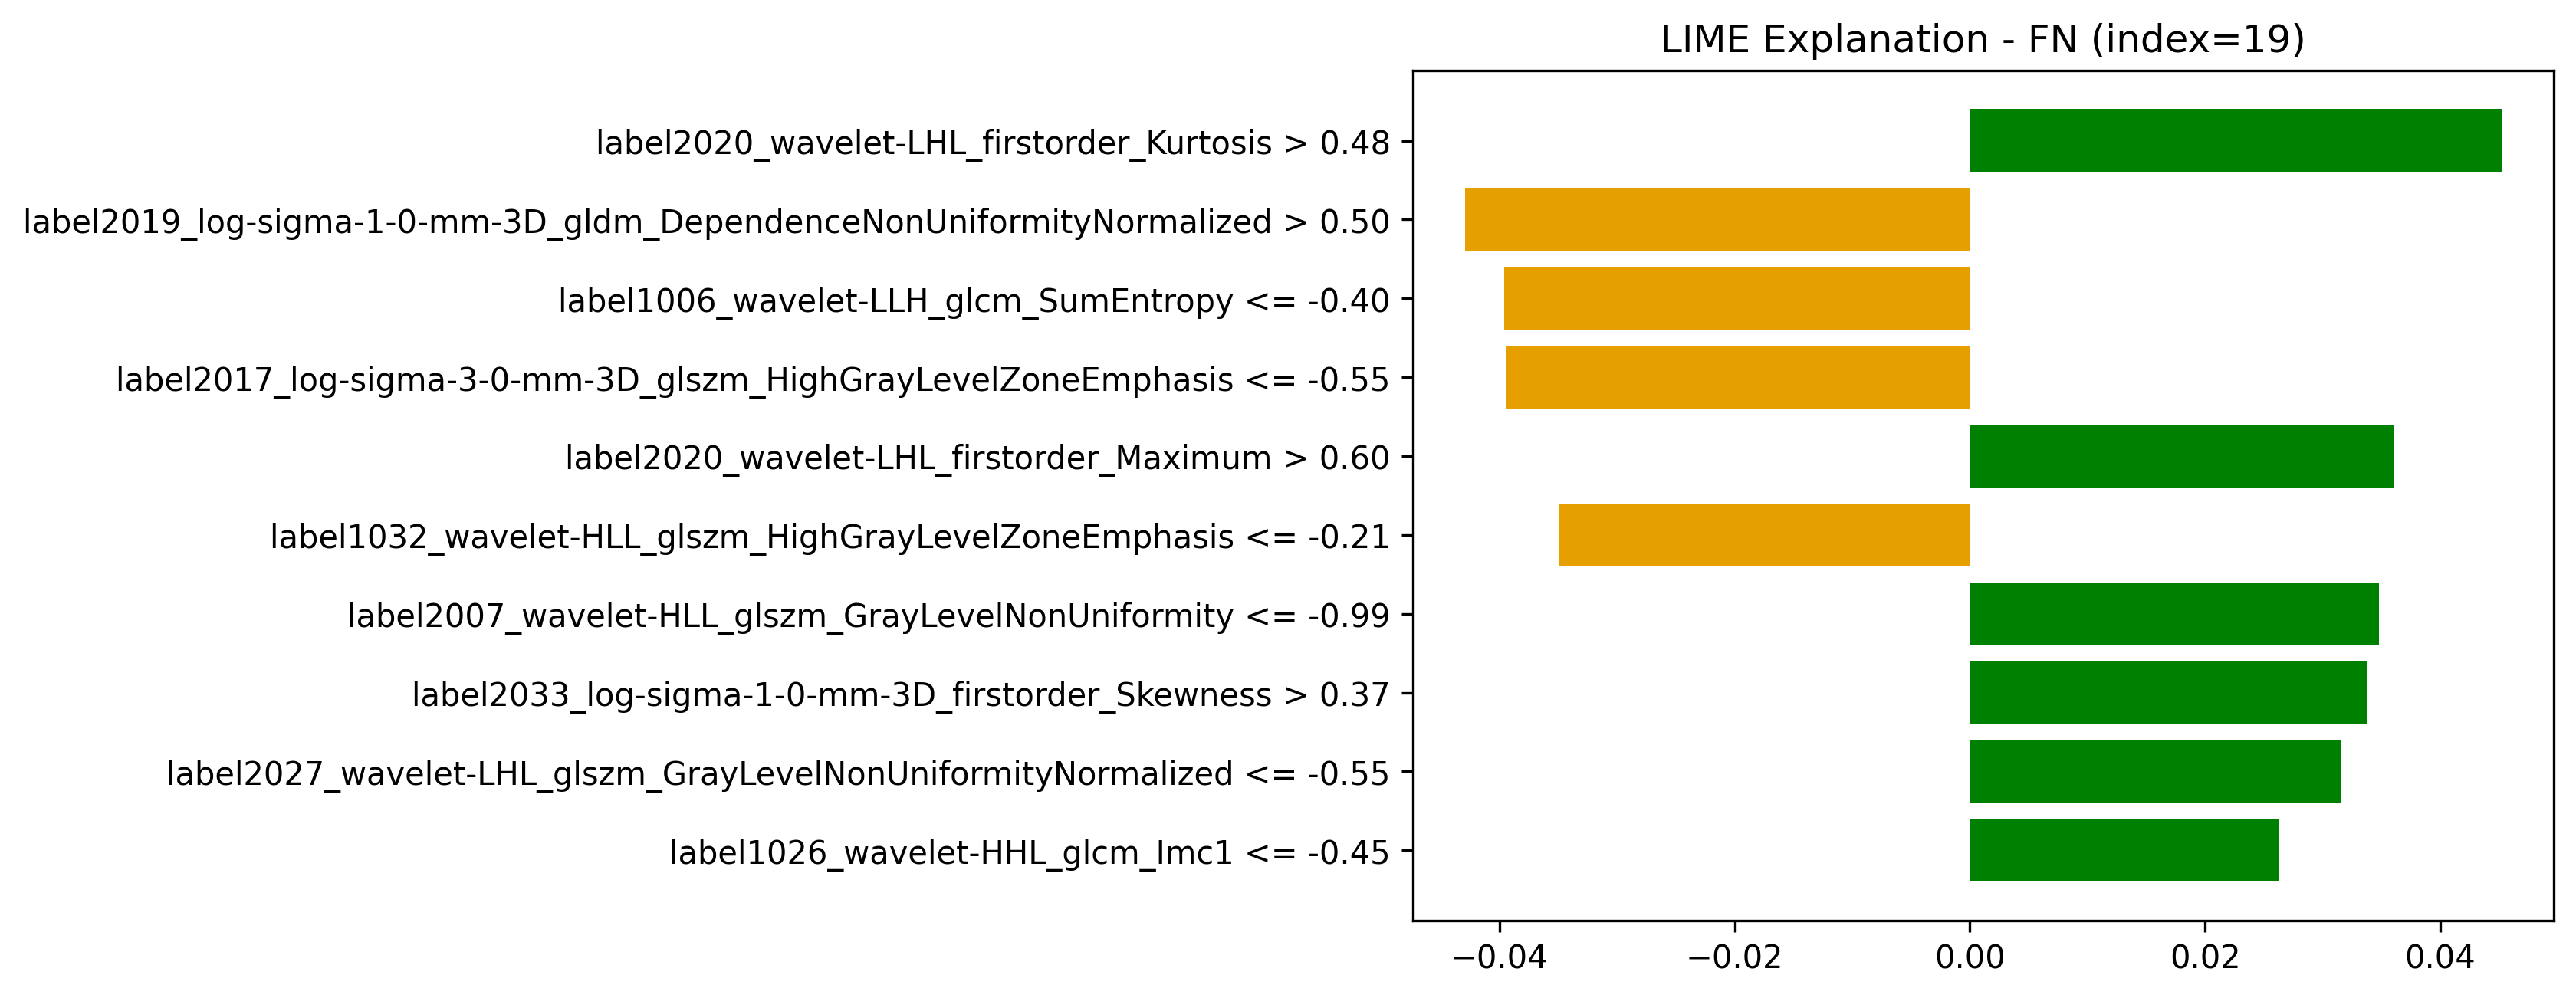 LIME Explanation - FN (index=19)
label2020_wavelet-LHL_firstorder_Kurtosis > 0.48
label2019_log-sigma-1-0-mm-3D_gldm_DependenceNonUniformityNormalized > 0.50
label1006_wavelet-LLH_glcm_SumEntropy <= -0.40
label2017_log-sigma-3-0-mm-3D_glszm_HighGrayLevelZoneEmphasis <= -0.55
label2020_wavelet-LHL_firstorder_Maximum > 0.60
label1032_wavelet-HLL_glszm_HighGrayLevelZoneEmphasis <= -0.21
label2007_wavelet-HLL_glszm_GrayLevelNonUniformity <= -0.99
label2033_log-sigma-1-0-mm-3D_firstorder_Skewness > 0.37
label2027_wavelet-LHL_glszm_GrayLevelNonUniformityNormalized <= -0.55
label1026_wavelet-HHL_glcm_Imc1 <= -0.45
−0.04 −0.02 0.00 0.02 0.04